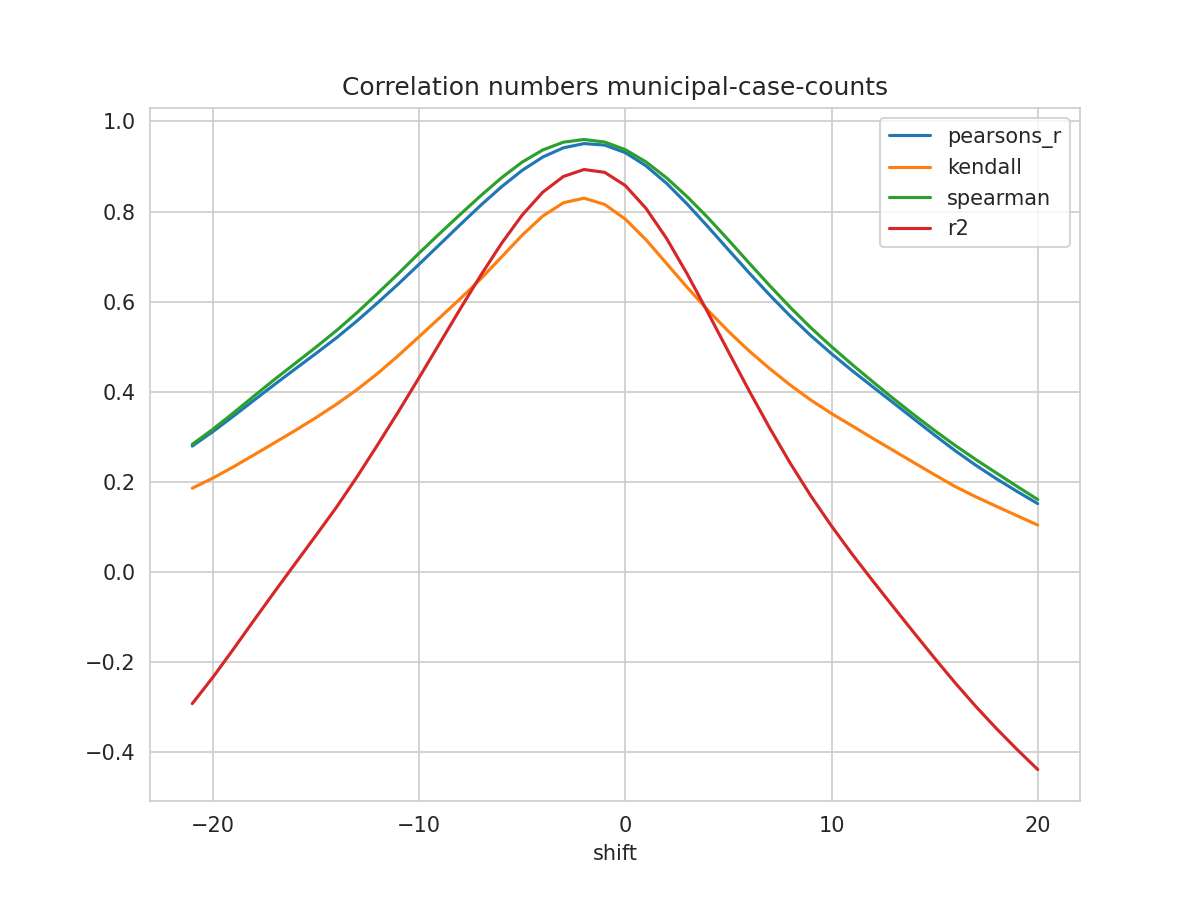 Correlation numbers municipal-case-counts
1.0
0.8
0.6
0.4
0.2
0.0
−0.2
−0.4
pearsons_r
kendall
spearman
r2
−20
−10
0
10
20
shift